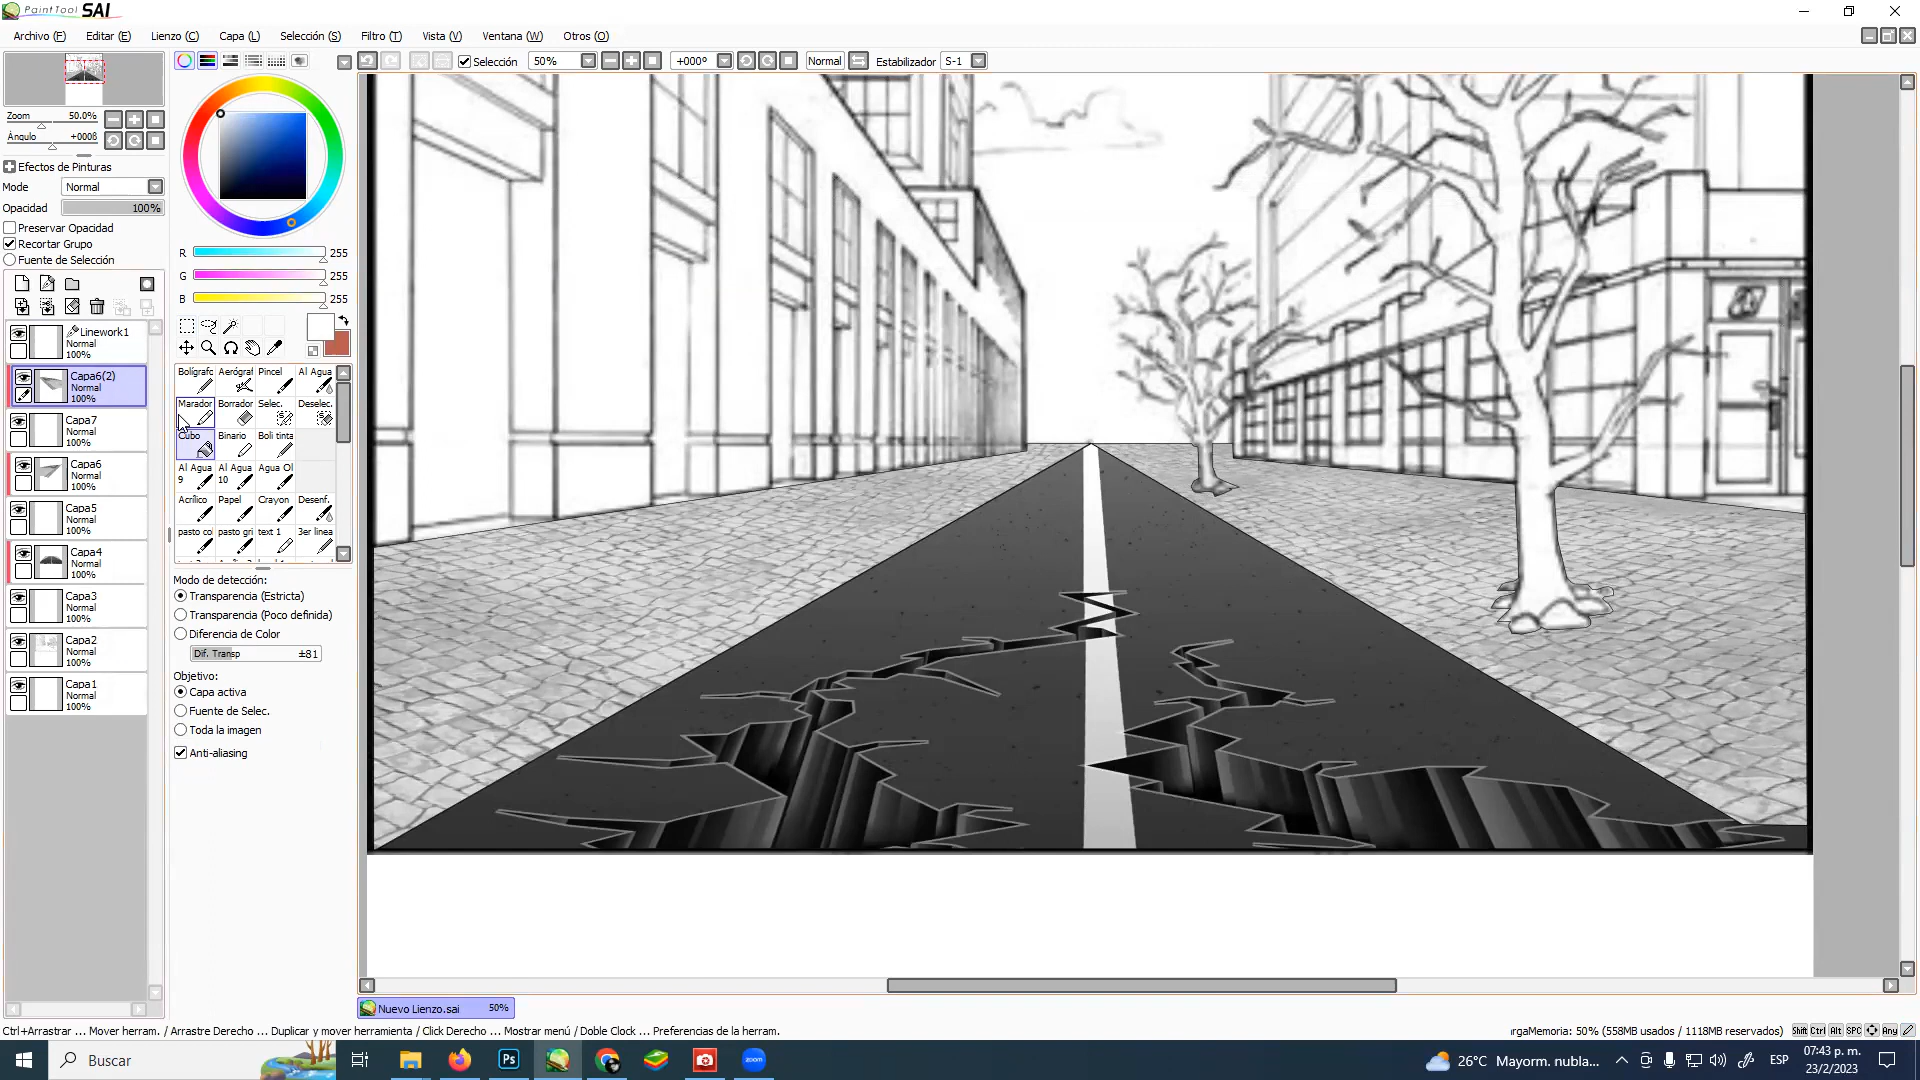 PaintTool SAI
Archivo (F) Editar (E) Lienzo (C) Capa (L) Selección (S) Filtro (T) Vista (V) Ventana (W) Otros (O)
Selección 50% +000º Normal Estabilizador S-1
Zoom 50.0%
Ángulo +000ß
Efectos de Pinturas
Mode Normal
Opacidad 100%
Preservar Opacidad
Recortar Grupo
Fuente de Selección
Linework1
Normal
100%
Capa6(2)
Normal
100%
Capa7
Normal
100%
Capa6
Normal
100%
Capa5
Normal
100%
Capa4
Normal
100%
Capa3
Normal
100%
Capa2
Normal
100%
Capa1
Normal
100%
R 255
G 255
B 255
Bolígrafc Aerógraf Pincel Al Agua
Marador Borrador Selec. Deselec.
Cubo Binario Boli tinta
Al Agua 9 Al Agua 10 Agua Ol
Acrílico Papel Crayon Desenf.
pasto col pasto gri text 1 3er linea
Modo de detección:
Transparencia (Estricta)
Transparencia (Poco definida)
Diferencia de Color
Dif. Transp ±81
Objetivo:
Capa activa
Fuente de Selec.
Toda la imagen
Anti-aliasing
Nuevo Lienzo.sai 50%
Ctrl+Arrastrar ... Mover herram. / Arrastre Derecho ... Duplicar y mover herramienta / Click Derecho ... Mostrar menú / Doble Clock ... Preferencias de la herram.
rgaMemoria: 50% (558MB usados / 1118MB reservados) Shift Ctrl Alt SPC Any
Buscar
Ps
zoom
26°C Mayorm. nubla...
ESP
07:43 p. m.
23/2/2023